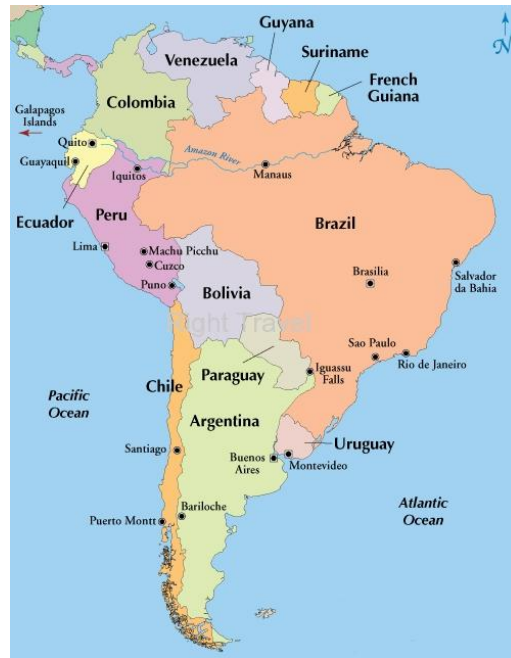 Guyana
Venezuela
Suriname
N
Colombia
French
Guiana
Galapagos
Islands
Quito
Guayaquil
Amazon River
Iquitos
Manaus
Ecuador
Peru
Brazil
Lima
Machu Picchu
Cuzco
Puno
Brasilia
Salvador
da Bahia
Bolivia
ight Travel
Sao Paulo
Rio de Janeiro
Iguassu
Falls
Paraguay
Chile
Pacific
Ocean
Argentina
Uruguay
Santiago
Buenos
Aires
Montevideo
Atlantic
Ocean
Puerto Montt
Bariloche